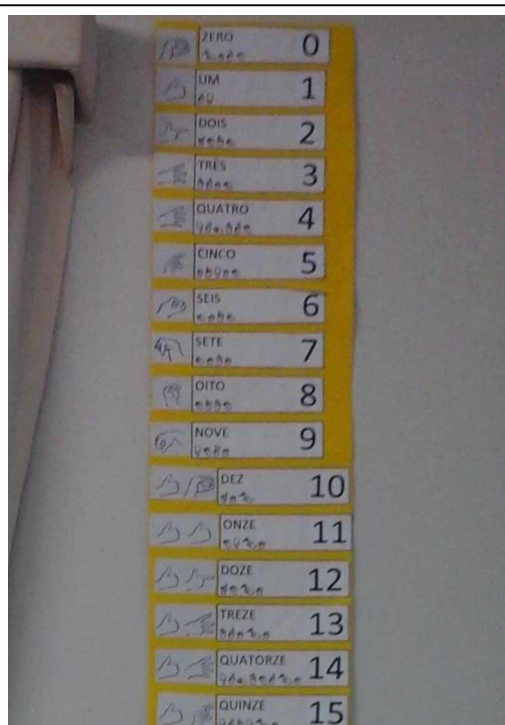 ZERO 0
UM 1
DOIS 2
TRÊS 3
QUATRO 4
CINCO 5
SEIS 6
SETE 7
OITO 8
NOVE 9
DEZ 10
ONZE 11
DOZE 12
TREZE 13
QUATORZE 14
QUINZE 15